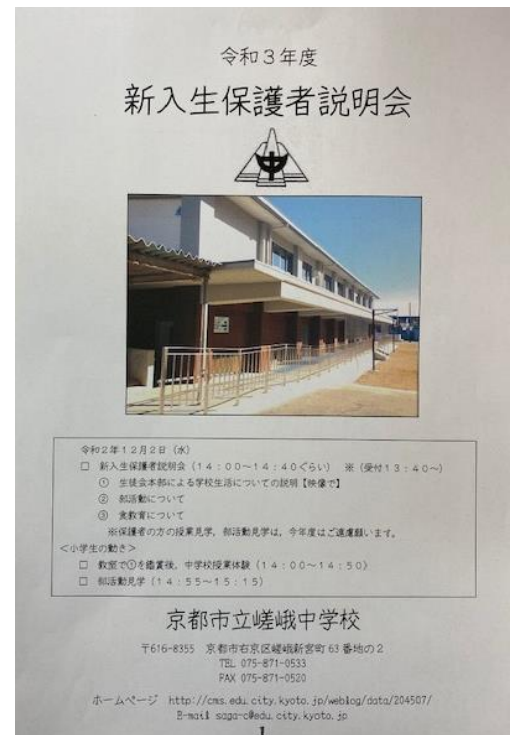 令和3年度
新入生保護者説明会
中
令和2年12月2日（水）
□ 新入生保護者説明会（14：00～14：40ぐらい） ※（受付13：40～）
① 生徒会本部による学校生活についての説明【映像で】
② 部活動について
③ 食教育について
※保護者の方の授業見学，部活動見学は，今年度はご遠慮願います。
＜小学生の動き＞
□ 教室で①を鑑賞後，中学校授業体験（14：00～14：50）
□ 部活動見学（14：55～15：15）
京都市立嵯峨中学校
〒616-8355 京都市右京区嵯峨新宮町63番地の2
TEL 075-871-0533
FAX 075-871-0520
ホームページ http://cms.edu.city.kyoto.jp/weblog/data/204507/
E-mail saga-c@edu.city.kyoto.jp
1